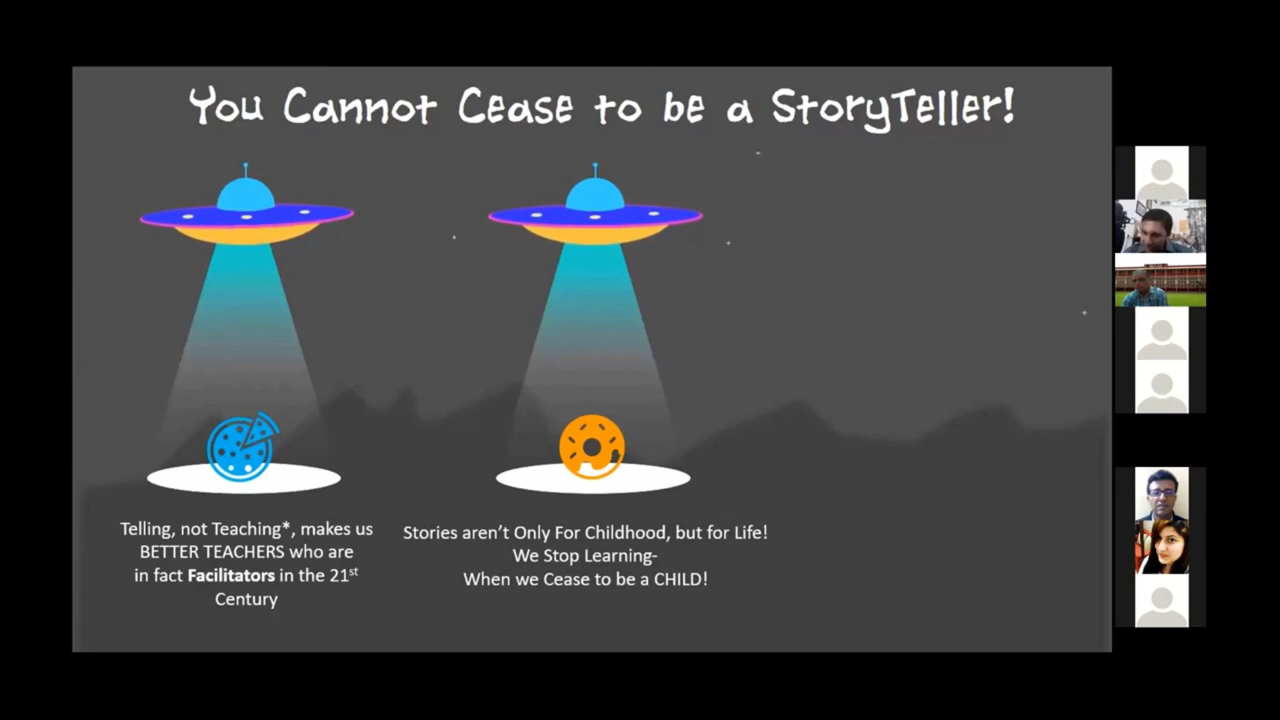 You Cannot Cease to be a StoryTeller!
Telling, not Teaching*, makes us
BETTER TEACHERS who are
in fact Facilitators in the 21st
Century
Stories aren't Only For Childhood, but for Life!
We Stop Learning-
When we Cease to be a CHILD!